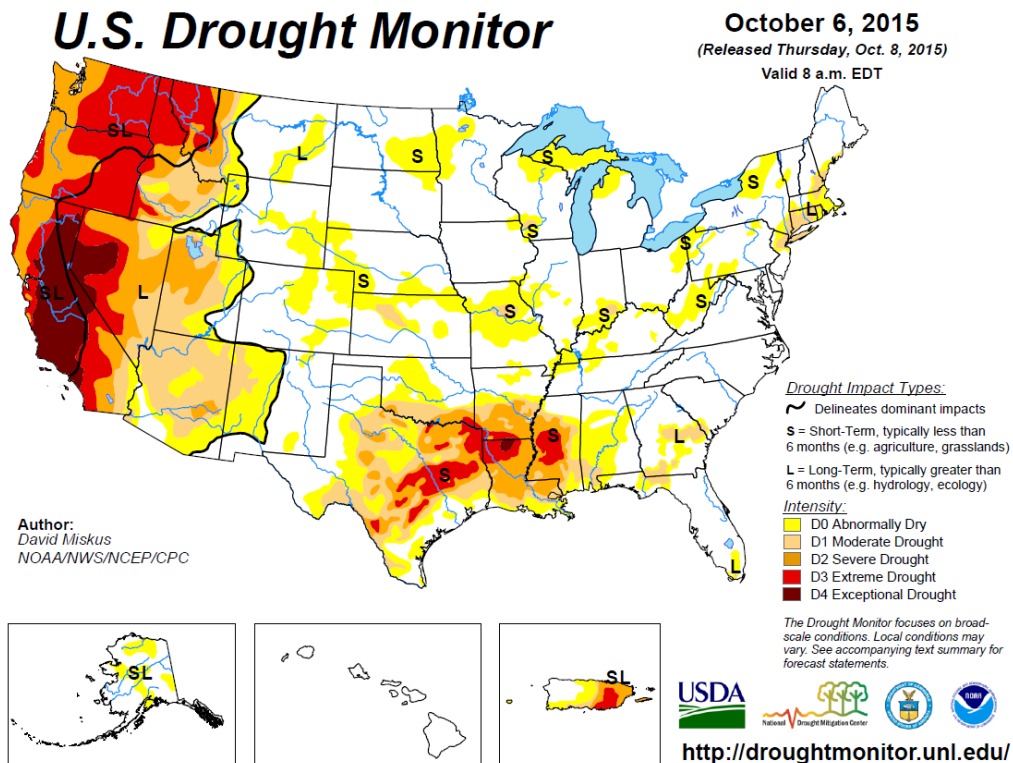 U.S. Drought Monitor
October 6, 2015
(Released Thursday, Oct. 8, 2015)
Valid 8 a.m. EDT
SL
L
S
S
S
L
S
S
S
SL
L
S
S
S
S
S
L
S
L
Drought Impact Types:
Delineates dominant impacts
S = Short-Term, typically less than
6 months (e.g. agriculture, grasslands)
L = Long-Term, typically greater than
6 months (e.g. hydrology, ecology)
Intensity:
D0 Abnormally Dry
D1 Moderate Drought
D2 Severe Drought
D3 Extreme Drought
D4 Exceptional Drought
Author:
David Miskus
NOAA/NWS/NCEP/CPC
The Drought Monitor focuses on broad-
scale conditions. Local conditions may
vary. See accompanying text summary for
forecast statements.
SL
SL
USDA
National Drought Mitigation Center
NOAA
http://droughtmonitor.unl.edu/